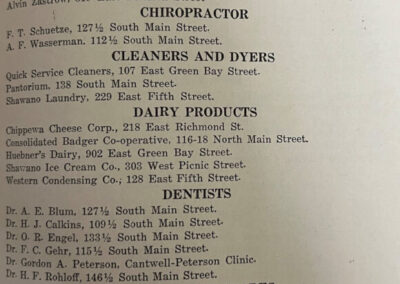 Alvin Zastrow,
CHIROPRACTOR
F. T. Schuetze, 127½ South Main Street.
A. F. Wasserman. 112½ South Main Street.
CLEANERS AND DYERS
Quick Service Cleaners, 107 East Green Bay Street.
Pantorium. 138 South Main Street.
Shawano Laundry, 229 East Fifth Street.
DAIRY PRODUCTS
Chippewa Cheese Corp., 218 East Richmond St.
Consolidated Badger Co-operative, 116-18 North Main Street.
Huebner's Dairy, 902 East Green Bay Street.
Shawano Ice Cream Co., 303 West Picnic Street.
Western Condensing Co., 128 East Fifth Street.
DENTISTS
Dr. A. E. Blum, 127½ South Main Street.
Dr. H. J. Calkins, 109½ South Main Street.
Dr. O. R. Engel, 133½ South Main Street.
Dr. F. C. Gehr, 115½ South Main Street.
Dr. Gordon A. Peterson, Cantwell-Peterson Clinic.
Dr. H. F. Rohloff, 146½ South Main Street.